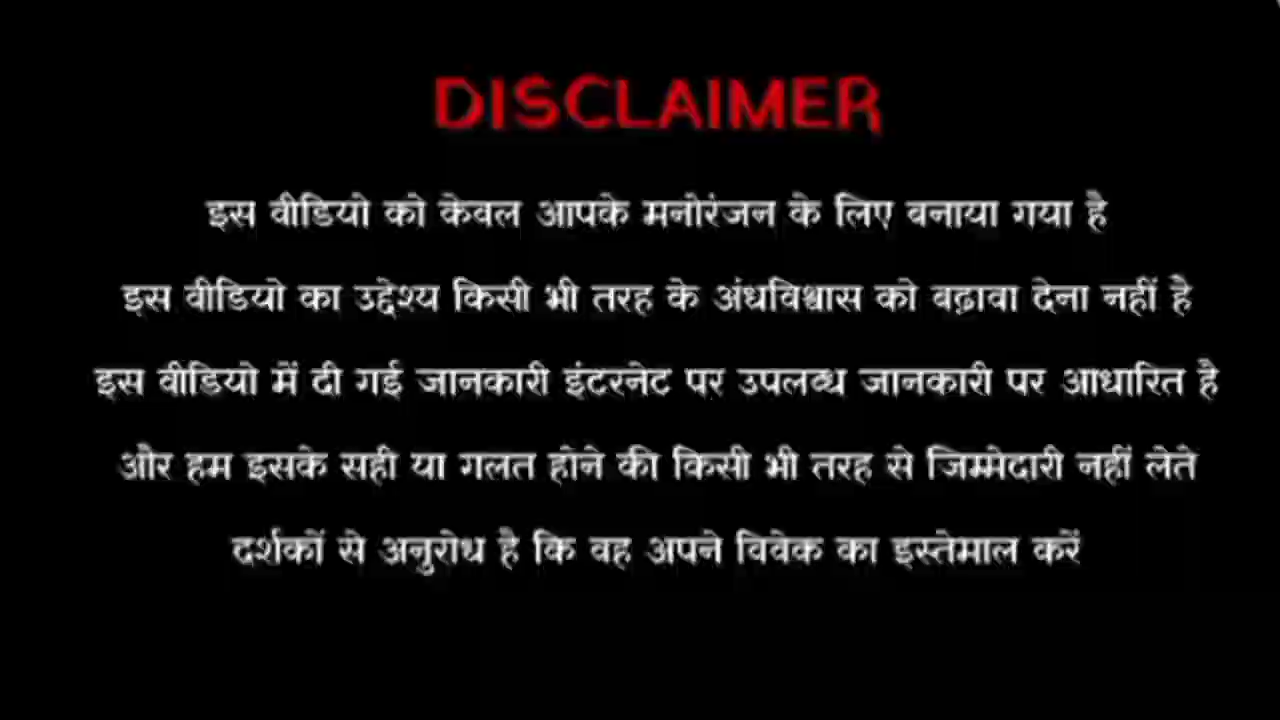 DISCLAIMER
इस वीडियो को केवल आपके मनोरंजन के लिए बनाया गया है
इस वीडियो का उद्देश्य किसी भी तरह के अंधविश्वास को बढ़ावा देना नहीं है
इस वीडियो में दी गई जानकारी इंटरनेट पर उपलब्ध जानकारी पर आधारित है
और हम इसके सही या गलत होने की किसी भी तरह से जिम्मेदारी नहीं लेते
दर्शकों से अनुरोध है कि वह अपने विवेक का इस्तेमाल करें